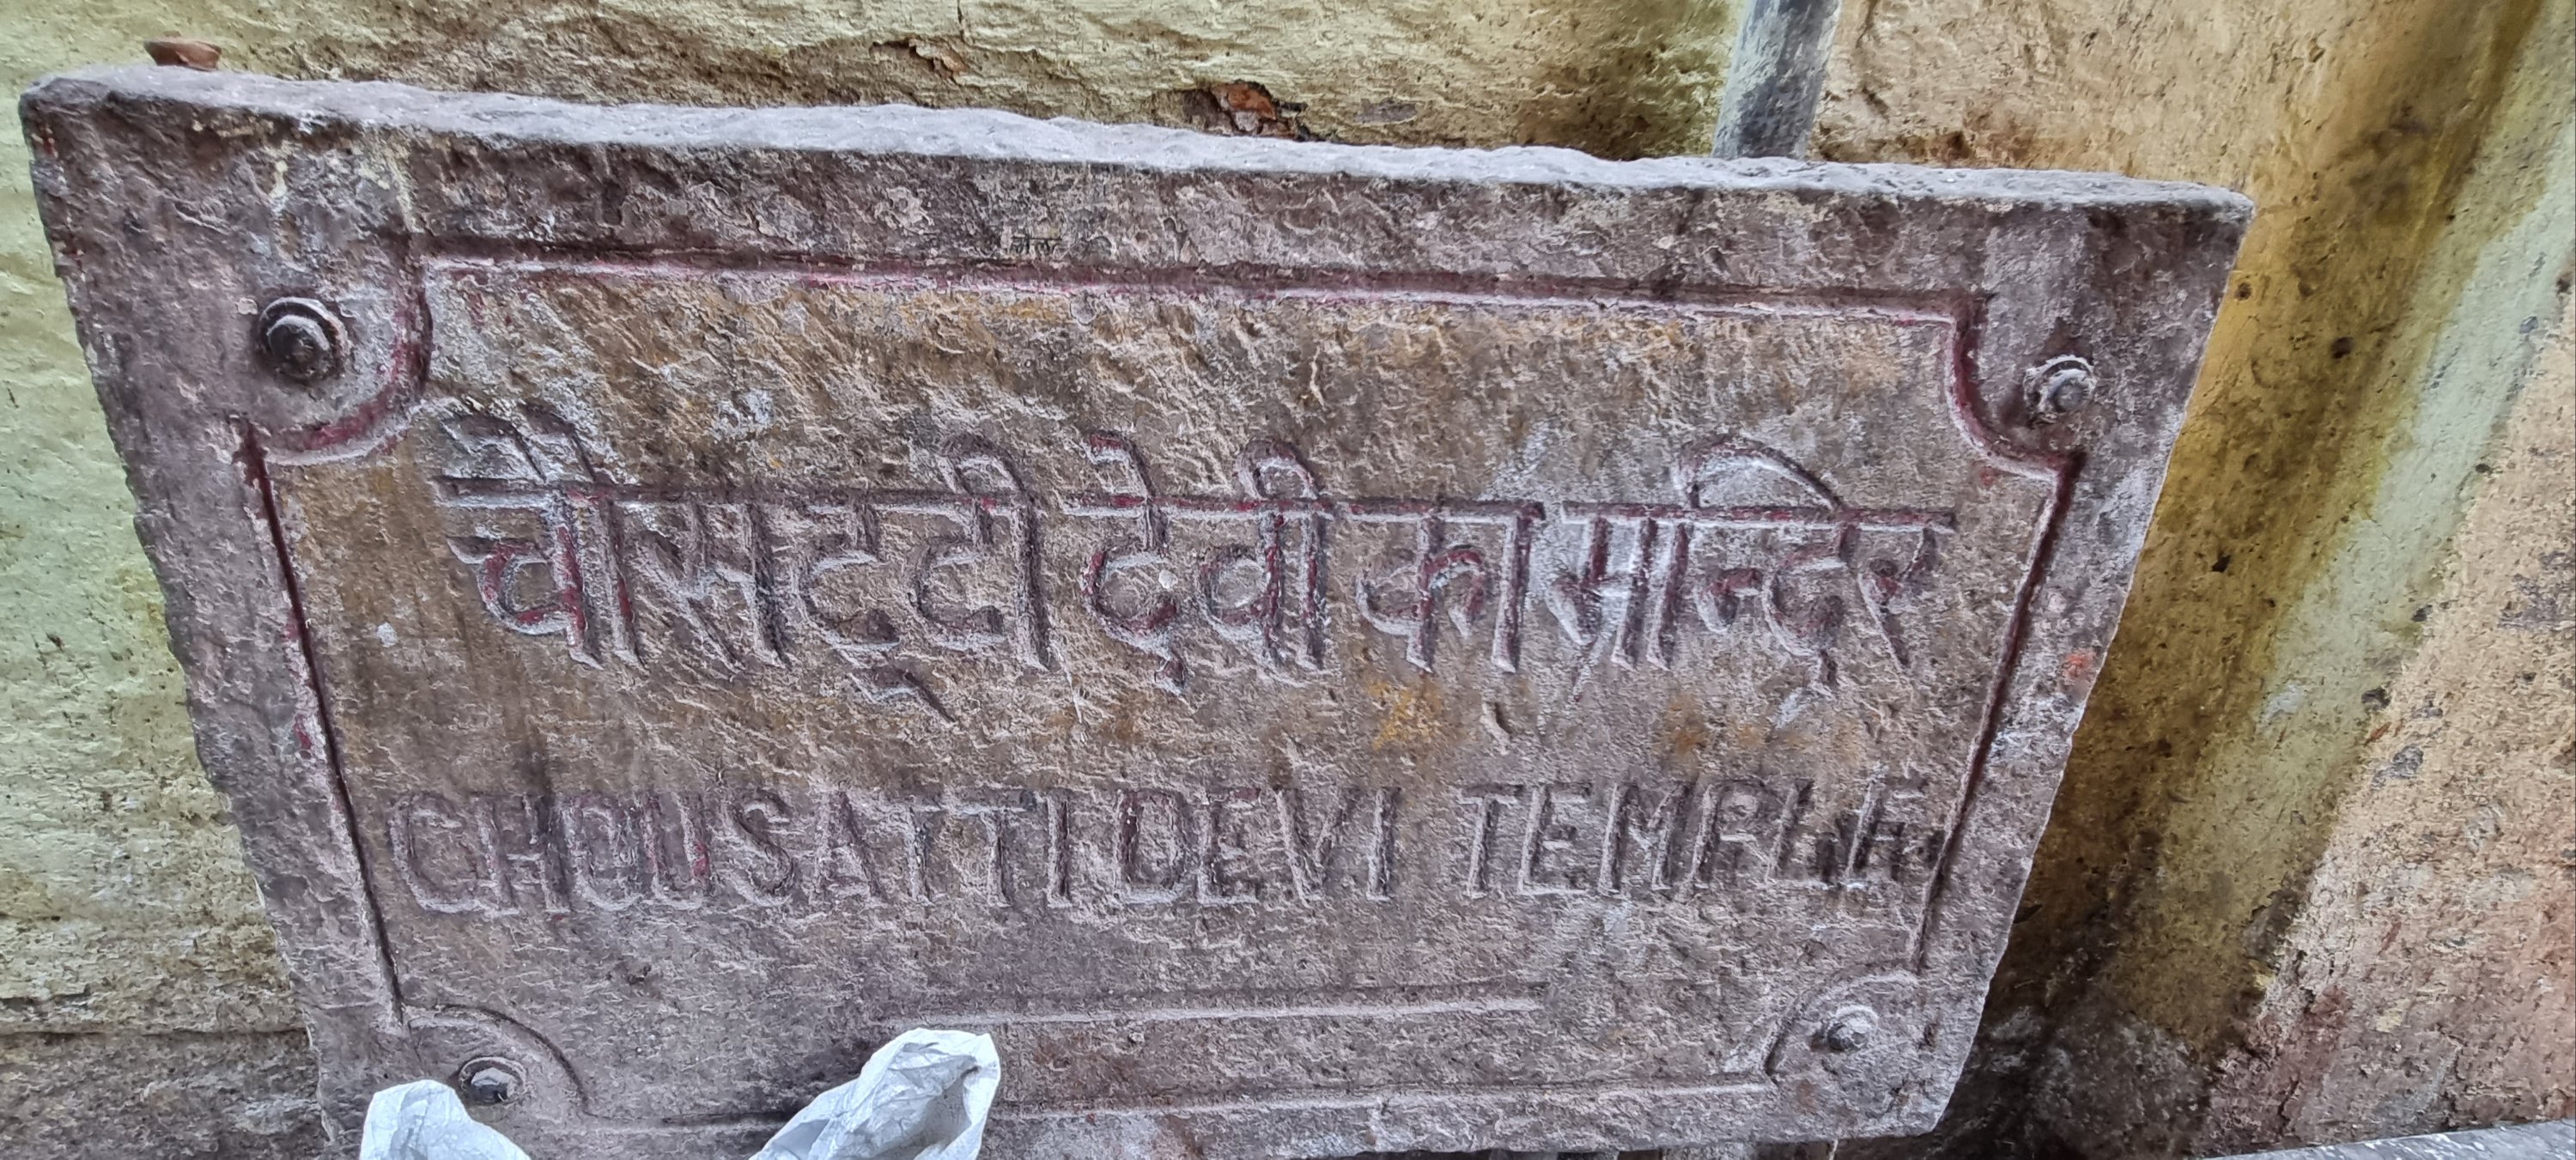 चौसट्टी देवी का मन्दिर
CHOUSATTI DEVI TEMPLE